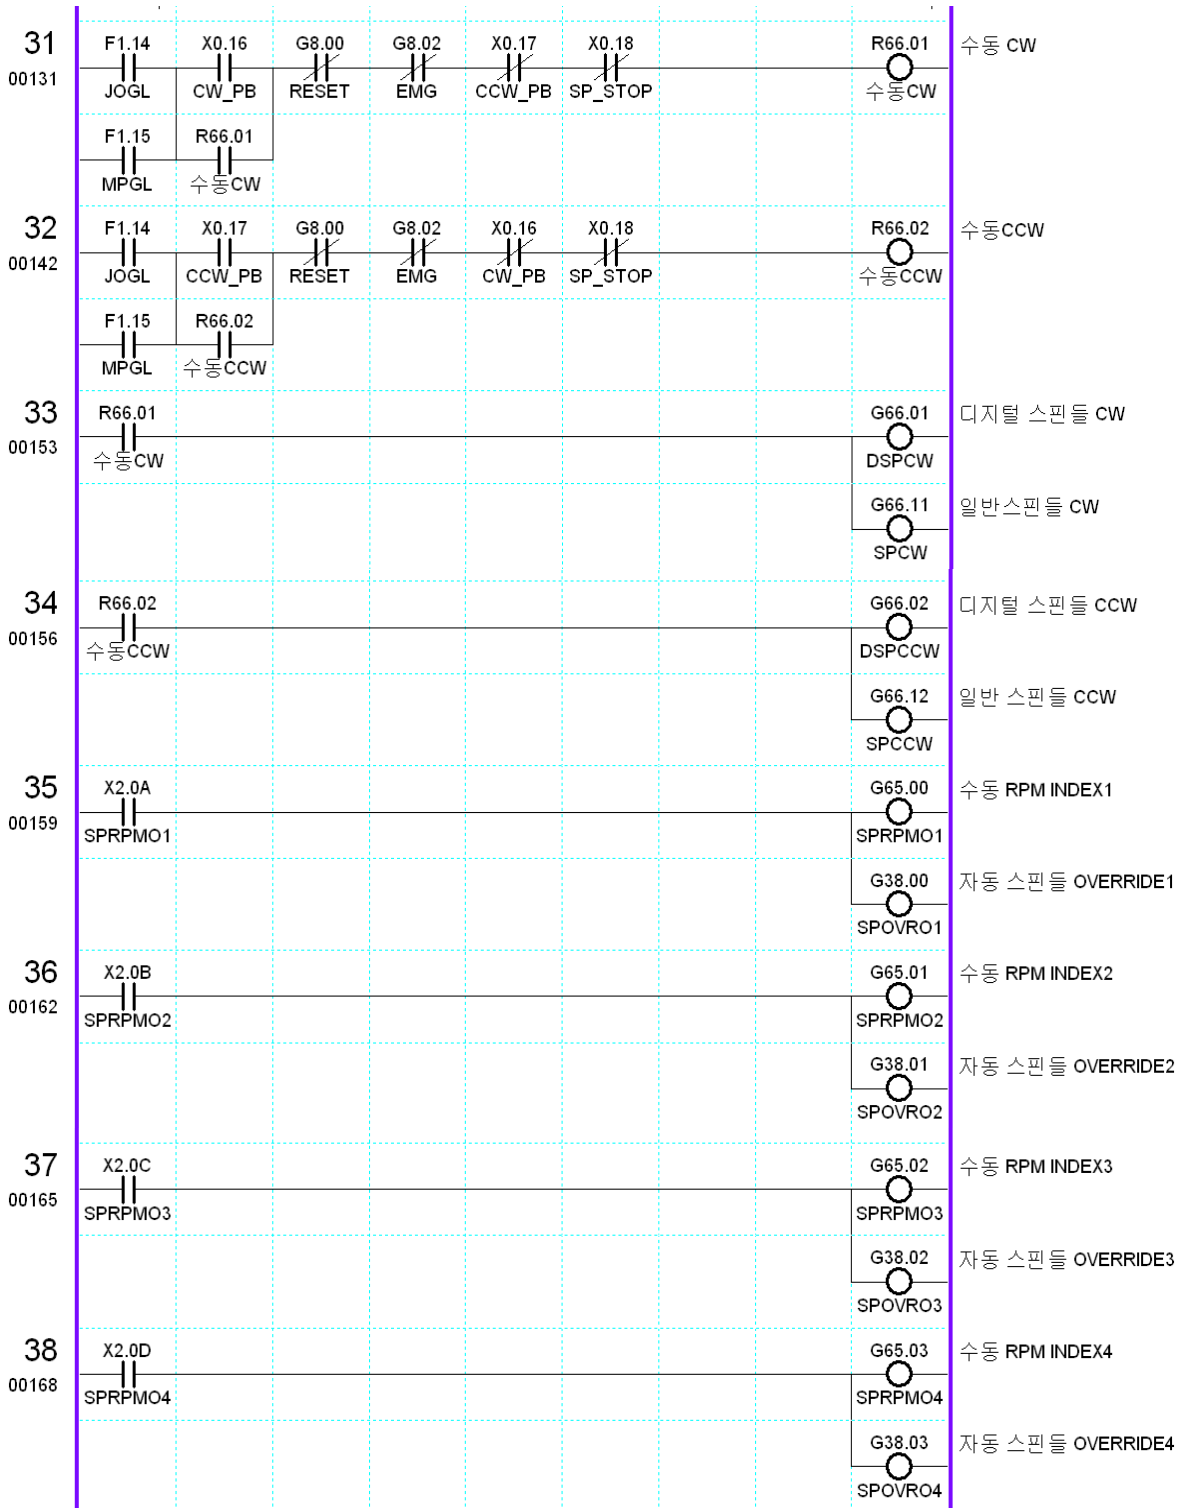 31 F1.14 X0.16 G8.00 G8.02 X0.17 X0.18 R66.01 수동 CW
00131 JOGL CW_PB RESET EMG CCW_PB SP_STOP 수동CW
F1.15 R66.01
MPGL 수동CW
32 F1.14 X0.17 G8.00 G8.02 X0.16 X0.18 R66.02 수동CCW
00142 JOGL CCW_PB RESET EMG CW_PB SP_STOP 수동CCW
F1.15 R66.02
MPGL 수동CCW
33 R66.01 G66.01 디지털 스핀들 CW
00153 수동CW DSPCW
G66.11 일반스핀들 CW
SPCW
34 R66.02 G66.02 디지털 스핀들 CCW
00156 수동CCW DSPCCW
G66.12 일반 스핀들 CCW
SPCCW
35 X2.0A G65.00 수동 RPM INDEX1
00159 SPRPMO1 SPRPMO1
G38.00 자동 스핀들 OVERRIDE1
SPOVRO1
36 X2.0B G65.01 수동 RPM INDEX2
00162 SPRPMO2 SPRPMO2
G38.01 자동 스핀들 OVERRIDE2
SPOVRO2
37 X2.0C G65.02 수동 RPM INDEX3
00165 SPRPMO3 SPRPMO3
G38.02 자동 스핀들 OVERRIDE3
SPOVRO3
38 X2.0D G65.03 수동 RPM INDEX4
00168 SPRPMO4 SPRPMO4
G38.03 자동 스핀들 OVERRIDE4
SPOVRO4